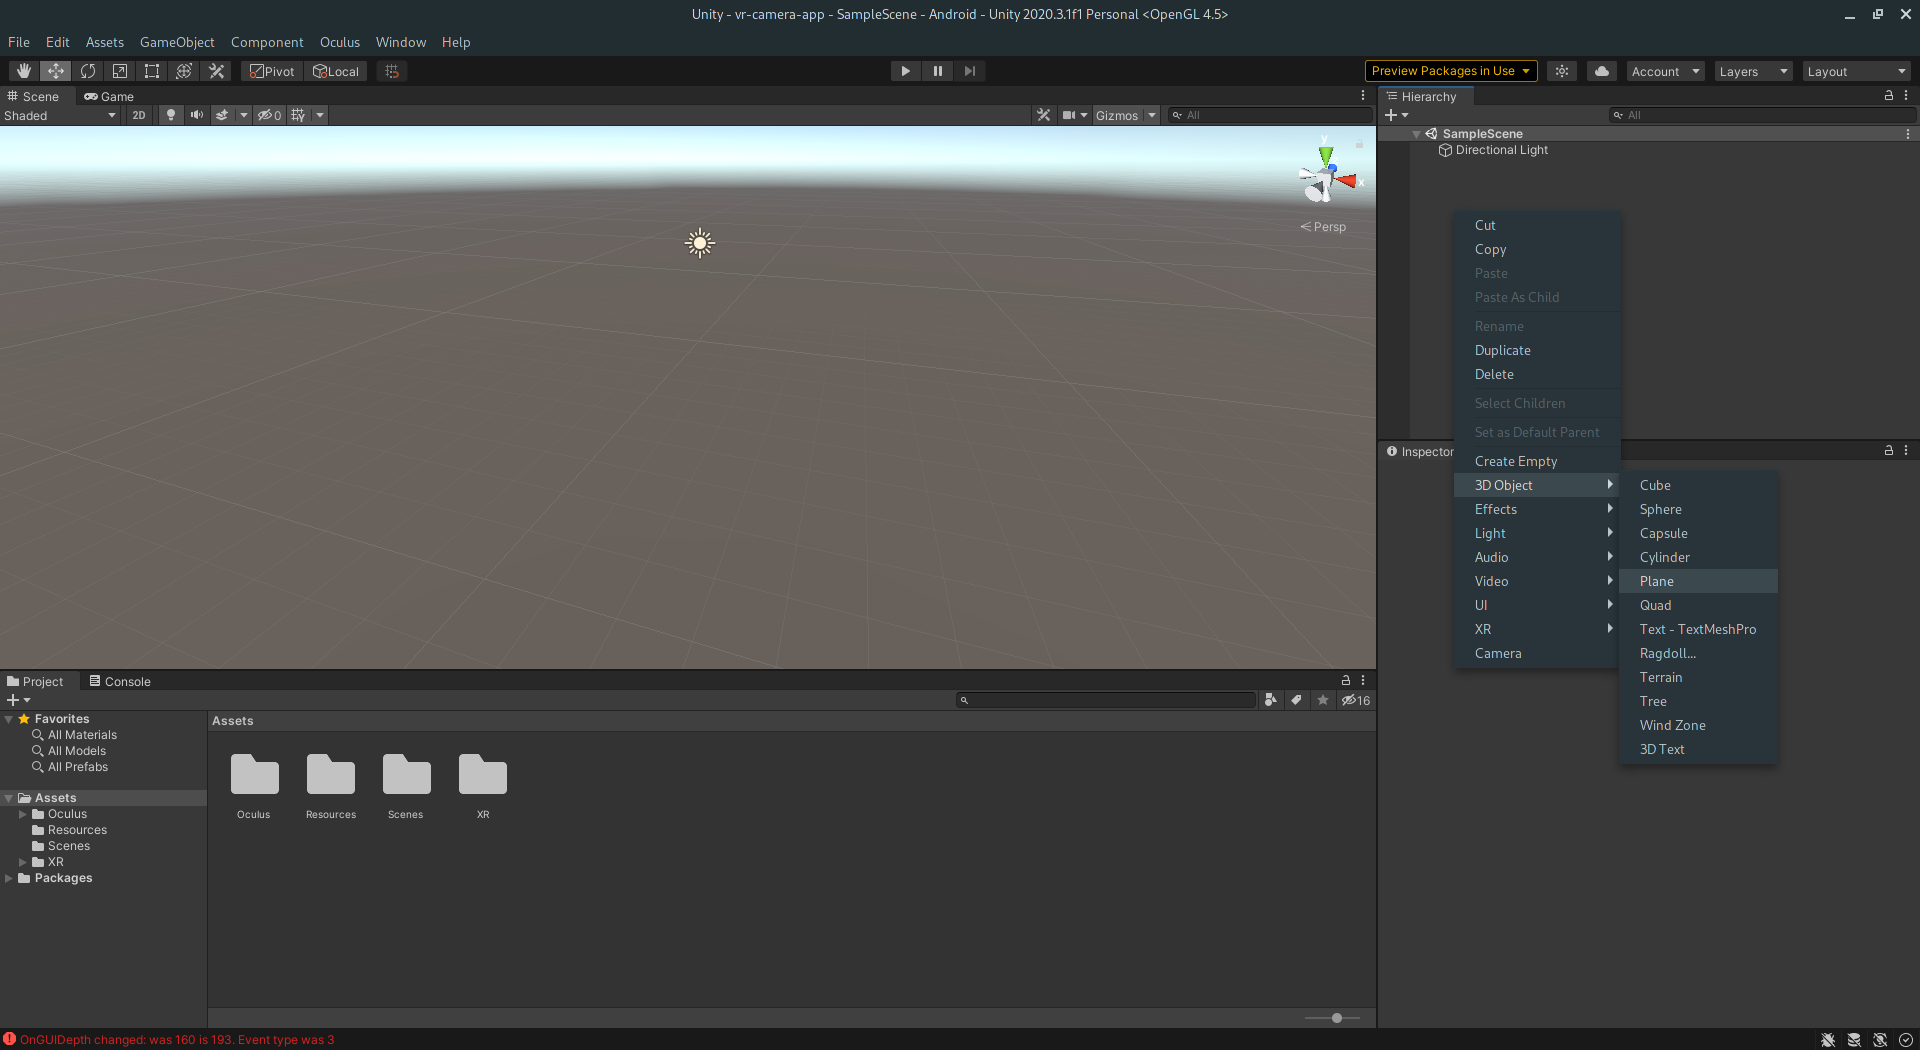 Unity - vr-camera-app - SampleScene - Android - Unity 2020.3.1f1 Personal <OpenGL 4.5>
File Edit Assets GameObject Component Oculus Window Help
Pivot Local Preview Packages in Use Account Layers Layout
Scene Game
Shaded 2D 0 Gizmos All
y
x
Persp
Hierarchy
All
SampleScene
Directional Light
Cut
Copy
Paste
Paste As Child
Rename
Duplicate
Delete
Select Children
Set as Default Parent
Create Empty
3D Object
Effects
Light
Audio
Video
UI
XR
Camera
Inspector
Cube
Sphere
Capsule
Cylinder
Plane
Quad
Text - TextMeshPro
Ragdoll...
Terrain
Tree
Wind Zone
3D Text
Project Console
16
Favorites
All Materials
All Models
All Prefabs
Assets
Oculus
Resources
Scenes
XR
Packages
Assets
Oculus Resources Scenes XR
OnGUIDepth changed: was 160 is 193. Event type was 3